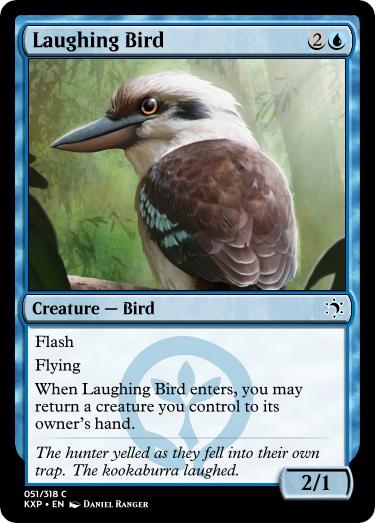 Laughing Bird 2
Creature — Bird
Flash
Flying
When Laughing Bird enters, you may
return a creature you control to its
owner's hand.
The hunter yelled as they fell into their own
trap. The kookaburra laughed.
2/1
051/318 C
KXP • EN Daniel Ranger